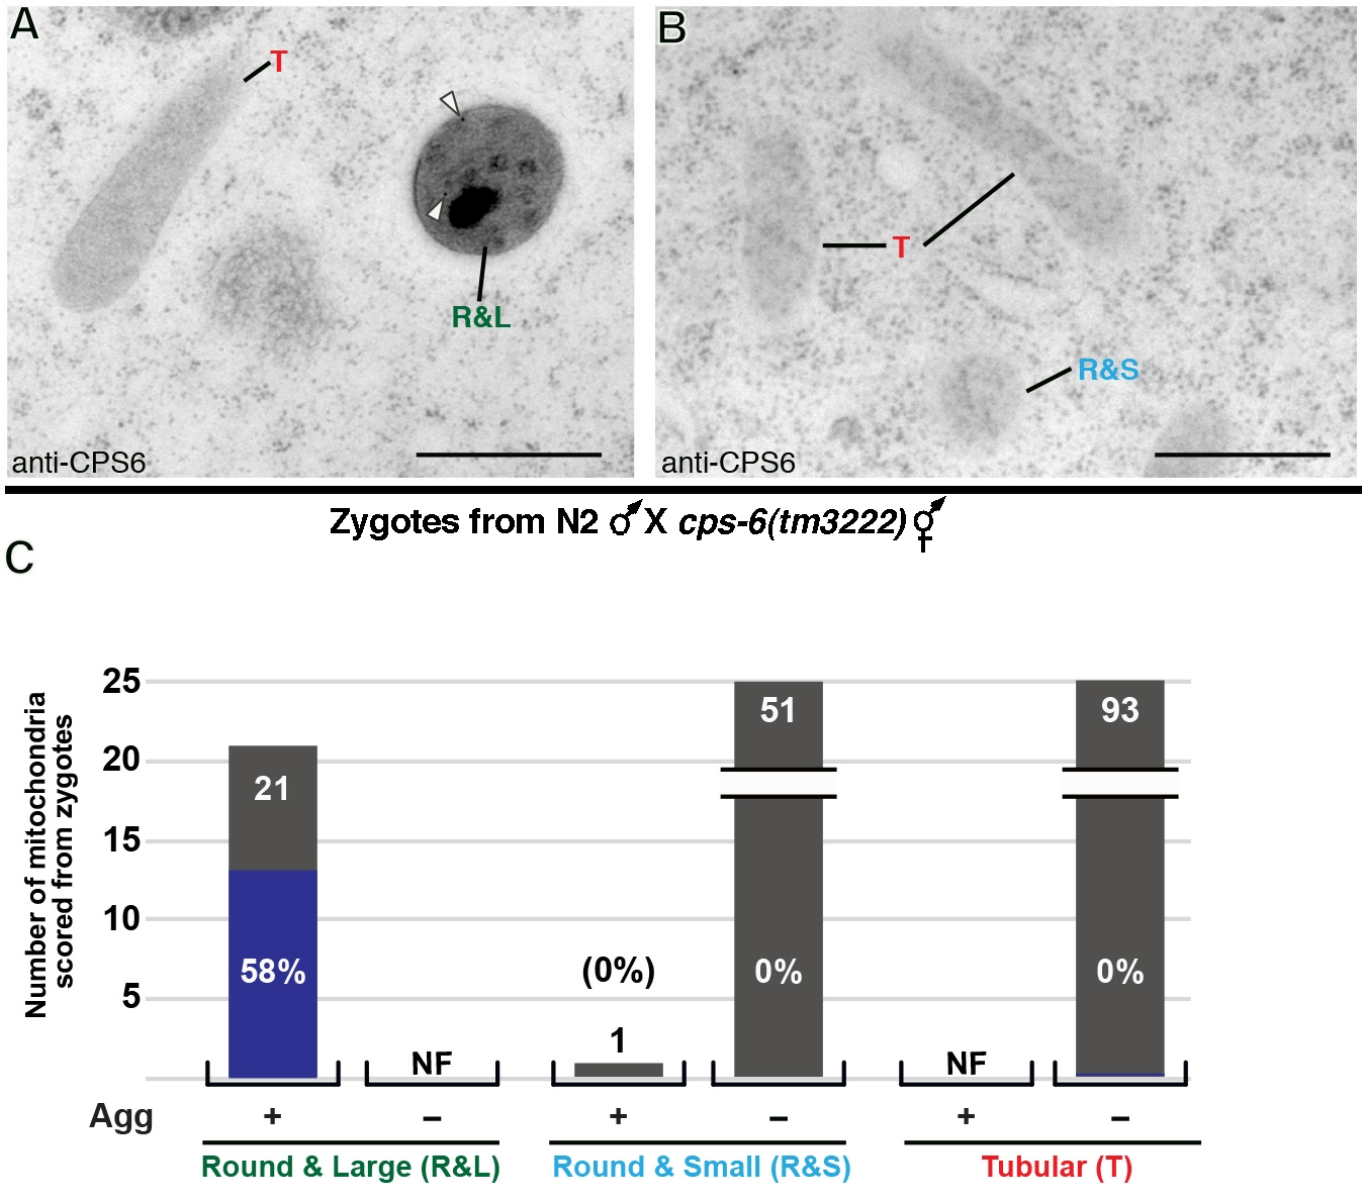 A
T
R&L
anti-CPS6
B
T
R&S
anti-CPS6
Zygotes from N2 ♂ X cps-6(tm3222) ⚥
C
Number of mitochondria
scored from zygotes
25
20
15
10
5
21
58%
NF
(0%)
1
51
0%
NF
93
0%
Agg + – + – + –
Round & Large (R&L) Round & Small (R&S) Tubular (T)